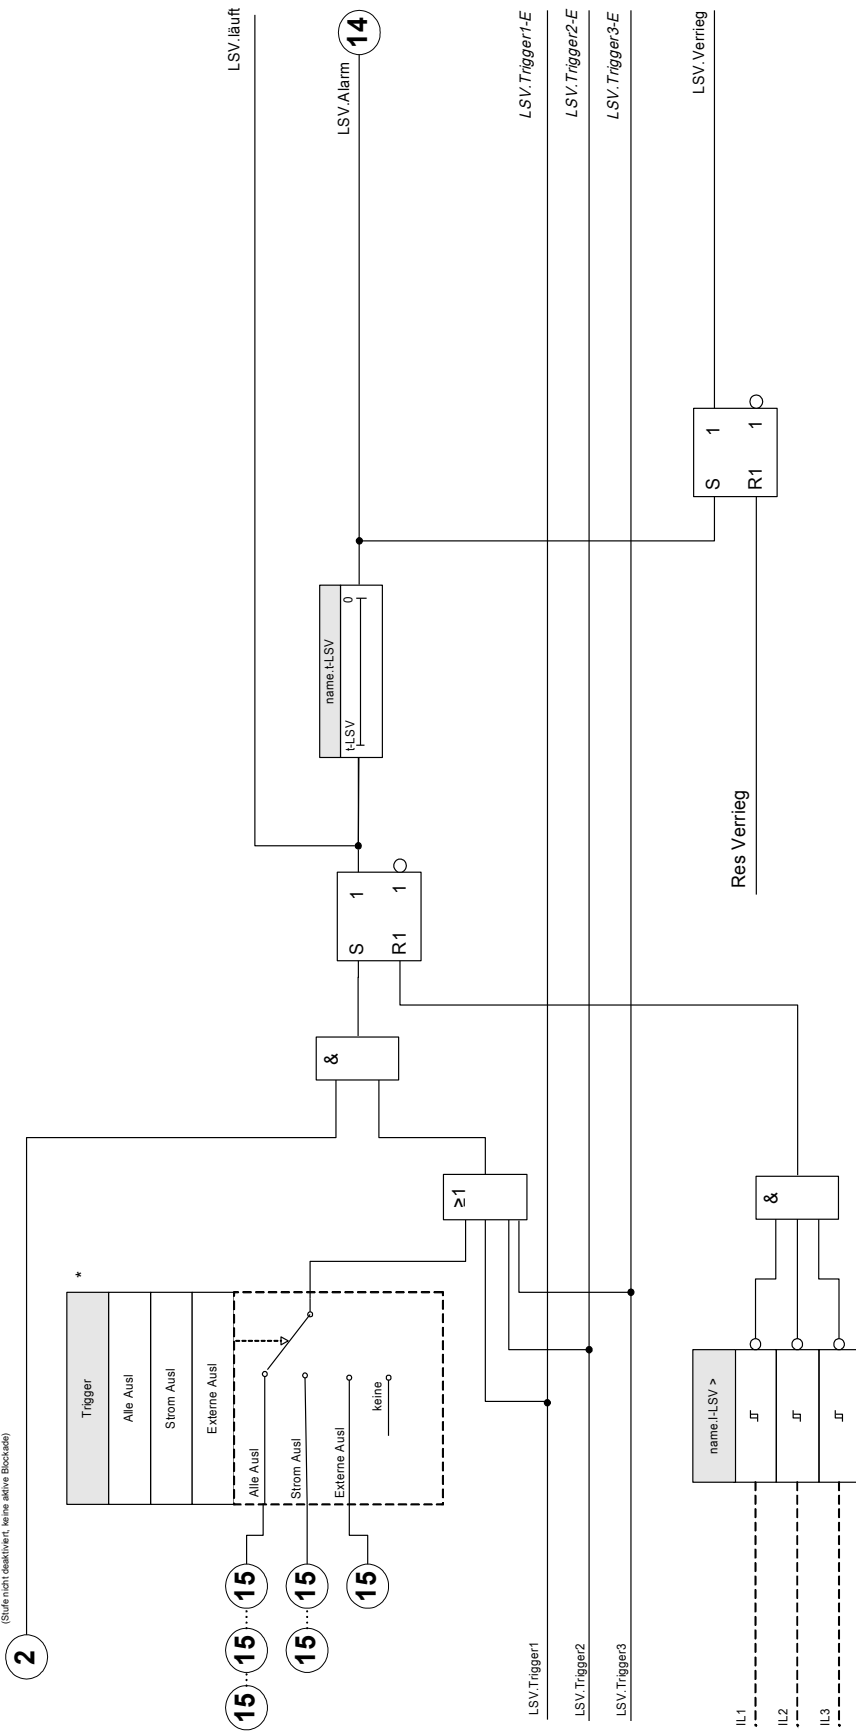 (Stufe nicht deaktiviert, keine aktive Blockade)
2
Trigger
*
Alle Ausl
Strom Ausl
Externe Ausl
15 15 15
Alle Ausl
15 15
Strom Ausl
15
Externe Ausl
keine
≥1
&
S 1
R1 1
LSV.läuft
name.t-LSV
t-LSV 0
LSV.Alarm
14
LSV.Trigger1
LSV.Trigger1-E
LSV.Trigger2
LSV.Trigger2-E
LSV.Trigger3
LSV.Trigger3-E
Res Verrieg
S 1
R1 1
LSV.Verrieg
name.I-LSV >
IL1
IL2
IL3
&